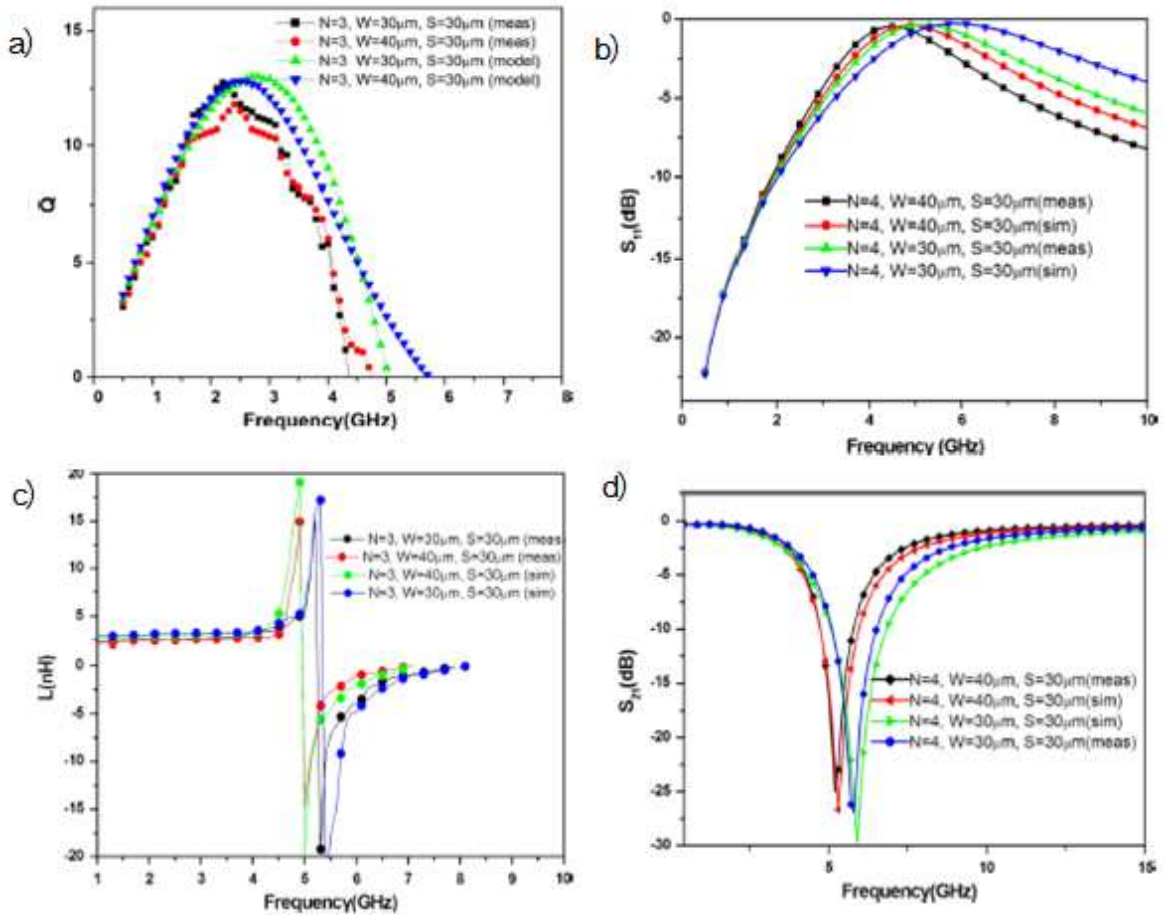 a)
15
10
5
0
Q
N=3, W=30μm, S=30μm (meas)
N=3, W=40μm, S=30μm (meas)
N=3 W=30μm, S=30μm (model)
N=3, W=40μm, S=30μm (model)
0 1 2 3 4 5 6 7 8
Frequency(GHz)
b)
0
-5
-10
-15
-20
S11(dB)
N=4, W=40μm, S=30μm(meas)
N=4, W=40μm, S=30μm(sim)
N=4, W=30μm, S=30μm(meas)
N=4, W=30μm, S=30μm(sim)
0 2 4 6 8 10
Frequency (GHz)
c)
20
15
10
5
0
-5
-10
-15
-20
L(nH)
N=3, W=30μm, S=30μm (meas
N=3, W=40μm, S=30μm (meas)
N=3, W=40μm, S=30μm (sim)
N=3, W=30μm, S=30μm (sim)
1 2 3 4 5 6 7 8 9 10
Frequency(GHz)
d)
0
-5
-10
-15
-20
-25
-30
S21(dB)
N=4, W=40μm, S=30μm(meas)
N=4, W=40μm, S=30μm(sim)
N=4, W=30μm, S=30μm(sim)
N=4, W=30μm, S=30μm(meas)
5 10 15
Frequency(GHz)